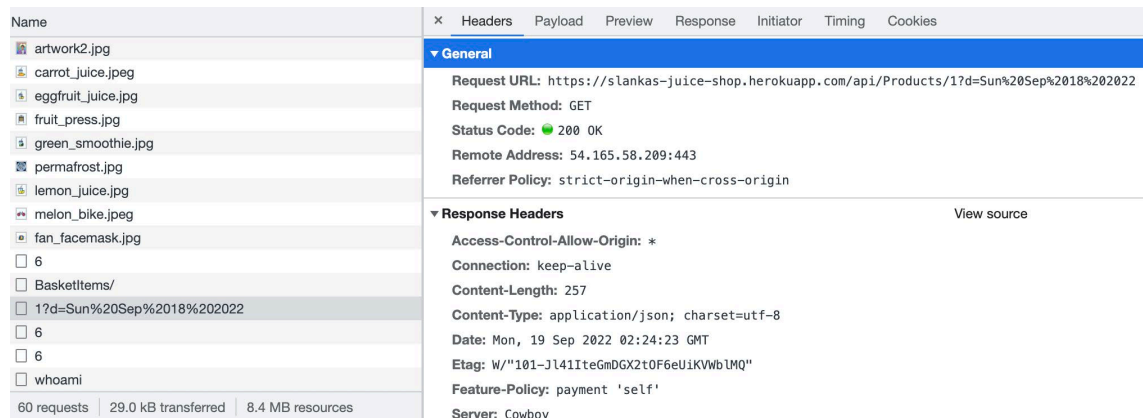 Name
artwork2.jpg
carrot_juice.jpeg
eggfruit_juice.jpg
fruit_press.jpg
green_smoothie.jpg
permafrost.jpg
lemon_juice.jpg
melon_bike.jpeg
fan_facemask.jpg
6
BasketItems/
1?d=Sun%20Sep%2018%202022
6
6
whoami
60 requests 29.0 kB transferred 8.4 MB resources
× Headers Payload Preview Response Initiator Timing Cookies
▼ General
Request URL: https://slankas-juice-shop.herokuapp.com/api/Products/1?d=Sun%20Sep%2018%202022
Request Method: GET
Status Code: 200 OK
Remote Address: 54.165.58.209:443
Referrer Policy: strict-origin-when-cross-origin
▼ Response Headers View source
Access-Control-Allow-Origin: *
Connection: keep-alive
Content-Length: 257
Content-Type: application/json; charset=utf-8
Date: Mon, 19 Sep 2022 02:24:23 GMT
Etag: W/"101-Jl41IteGmDGX2tOF6eUiKVWblMQ"
Feature-Policy: payment 'self'
Server: Cowboy